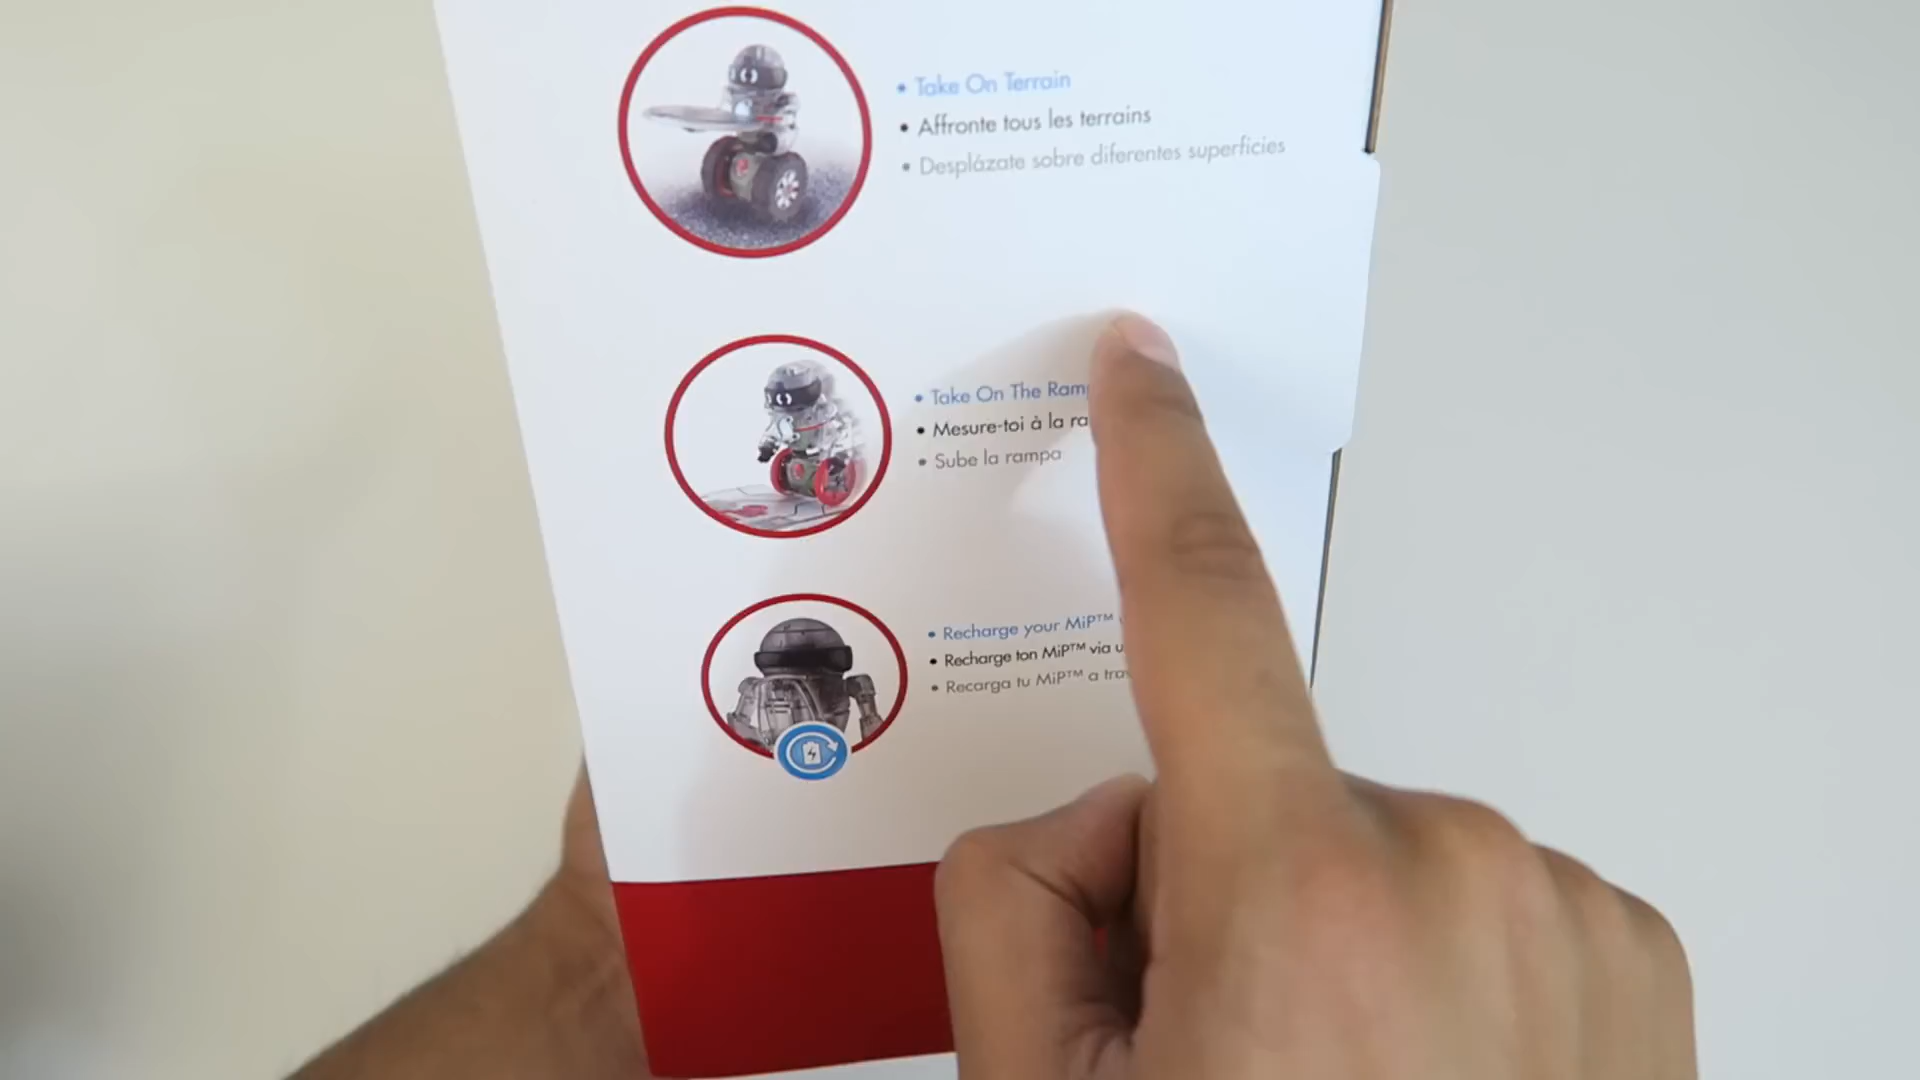 • Take On Terrain
• Affronte tous les terrains
• Desplázate sobre diferentes superficies
• Take On The
• Mesure-toi à la
• Sube la rampa
• Recharge your MiP™
• Recharge ton MiP™ via
• Recarga tu MiP™ a